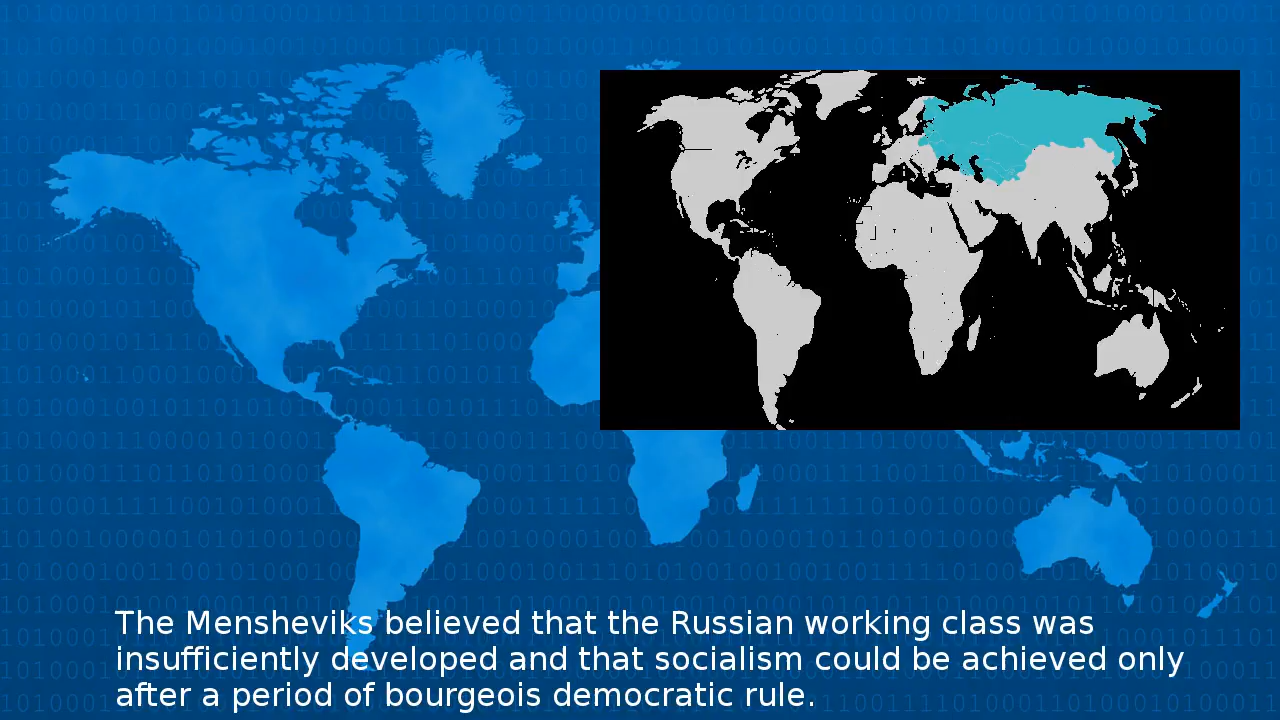 The Mensheviks believed that the Russian working class was
insufficiently developed and that socialism could be achieved only
after a period of bourgeois democratic rule.